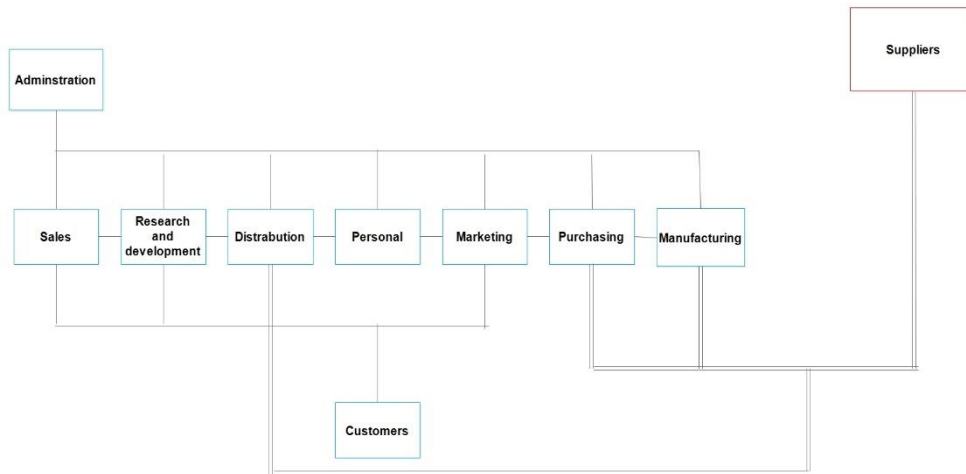 Suppliers
Adminstration
Sales
Research
and
development
Distrabution
Personal
Marketing
Purchasing
Manufacturing
Customers